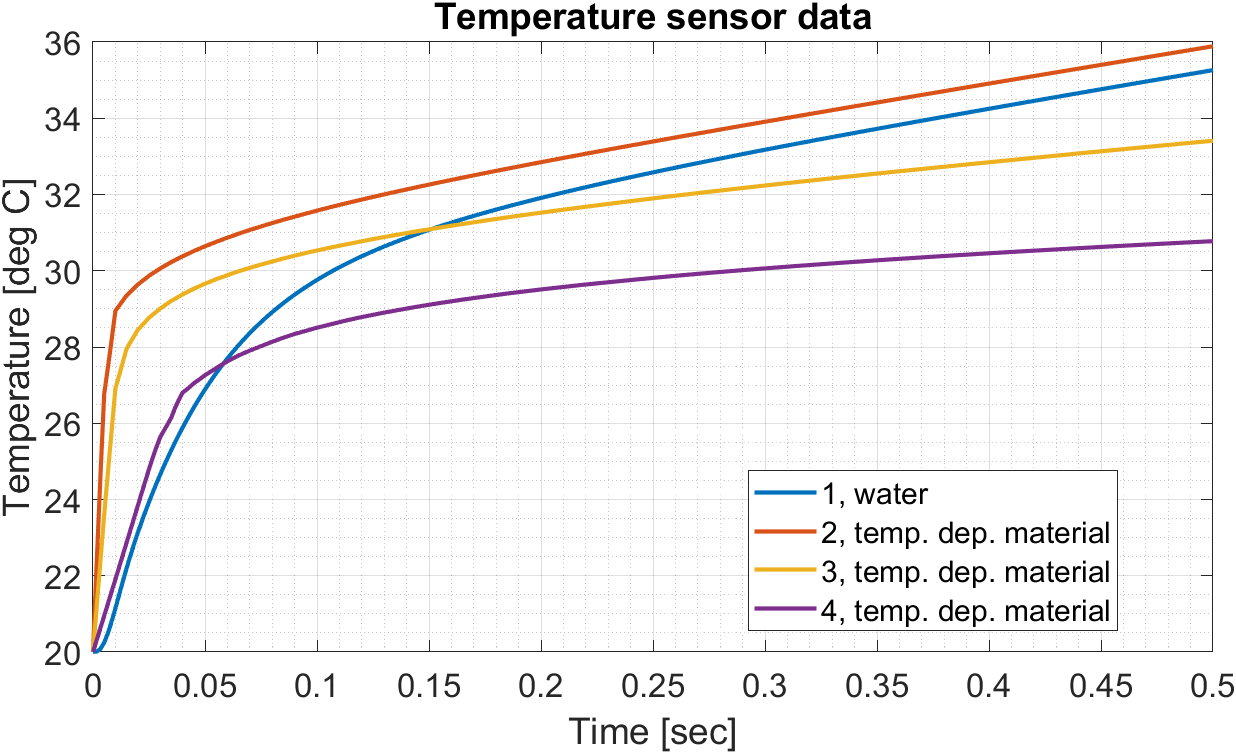 Temperature sensor data
Temperature [deg C]
36
34
32
30
28
26
24
22
20
1, water
2, temp. dep. material
3, temp. dep. material
4, temp. dep. material
0 0.05 0.1 0.15 0.2 0.25 0.3 0.35 0.4 0.45 0.5
Time [sec]